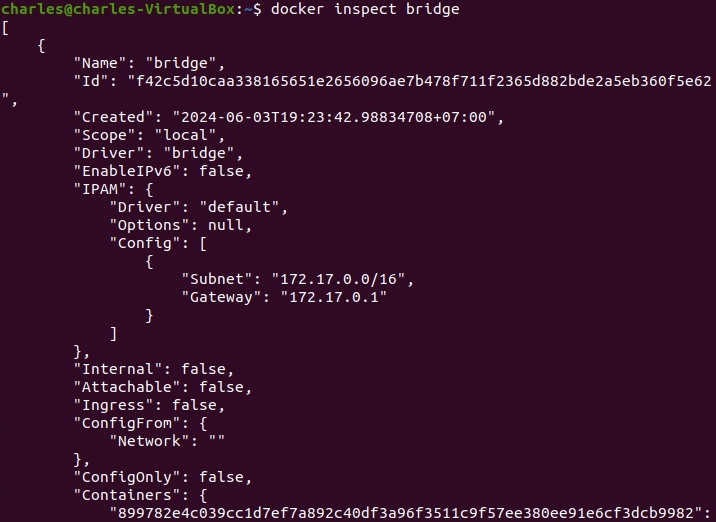 charles@charles-VirtualBox:~$ docker inspect bridge
[
    {
        "Name": "bridge",
        "Id": "f42c5d10caa338165651e2656096ae7b478f711f2365d882bde2a5eb360f5e62
",
        "Created": "2024-06-03T19:23:42.98834708+07:00",
        "Scope": "local",
        "Driver": "bridge",
        "EnableIPv6": false,
        "IPAM": {
            "Driver": "default",
            "Options": null,
            "Config": [
                {
                    "Subnet": "172.17.0.0/16",
                    "Gateway": "172.17.0.1"
                }
            ]
        },
        "Internal": false,
        "Attachable": false,
        "Ingress": false,
        "ConfigFrom": {
            "Network": ""
        },
        "ConfigOnly": false,
        "Containers": {
            "899782e4c039cc1d7ef7a892c40df3a96f3511c9f57ee380ee91e6cf3dcb9982":